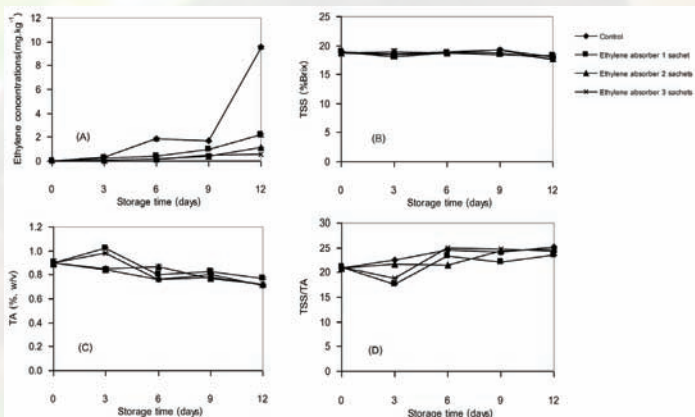 Ethylene concentrations(mg.kg⁻¹)
12
10
8
6
4
2
0
(A)
0 3 6 9 12
Storage time (days)
TSS (%Brix)
25
20
15
10
5
0
(B)
0 3 6 9 12
Storage time (days)
Control
Ethylene absorber 1 sachet
Ethylene absorber 2 sachets
Ethylene absorber 3 sachets
TA (%, w/v)
1.2
1.0
0.8
0.6
0.4
0.2
0.0
(C)
0 3 6 9 12
Storage time (days)
TSS/TA
30
25
20
15
10
5
0
(D)
0 3 6 9 12
Storage time (days)